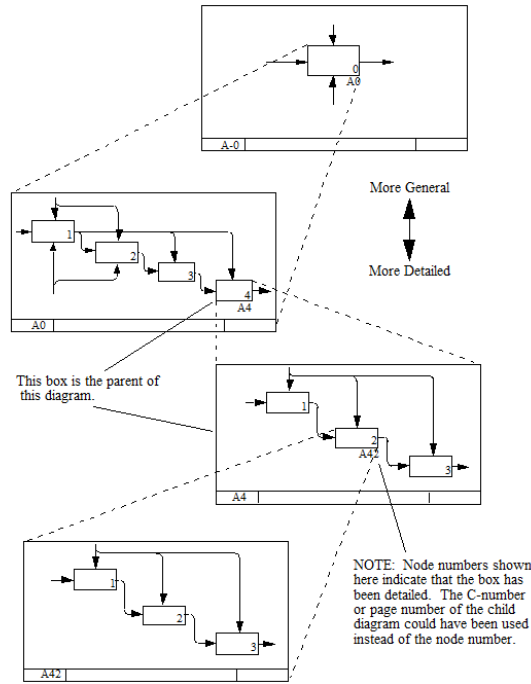 0
A0
A-0
More General
More Detailed
1
2
3
4
A4
A0
This box is the parent of
this diagram.
1
2
A42
3
A4
NOTE: Node numbers shown
here indicate that the box has
been detailed. The C-number
or page number of the child
diagram could have been used
instead of the node number.
1
2
3
A42